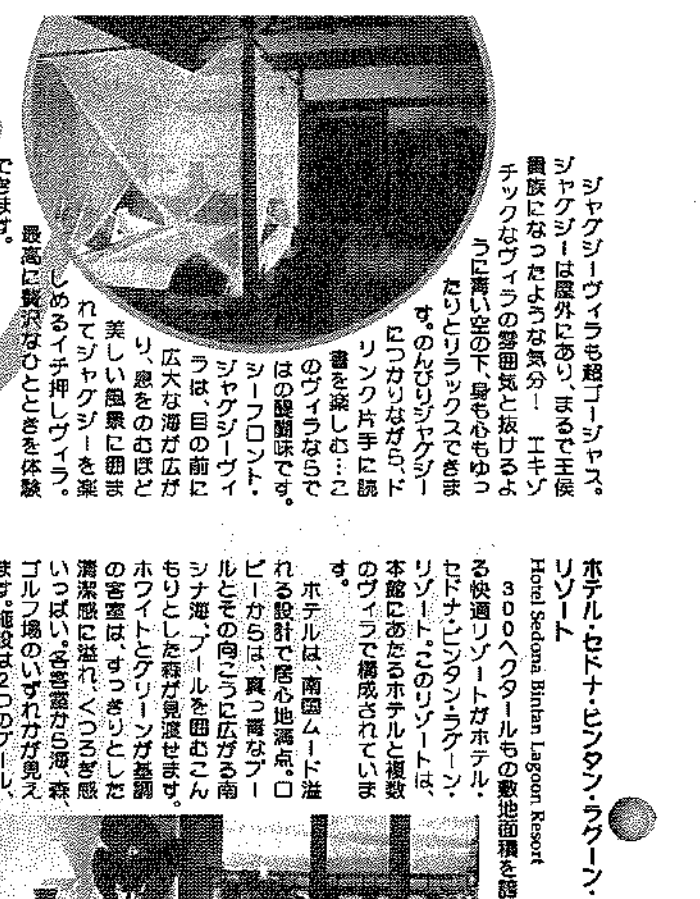 ジャグジーヴィラも超ゴージャス。
ジャグジーは屋外にあり、まるで王侯
貴族になったような気分！　エキゾ
チックなヴィラの雰囲気と抜けるよ
うに青い空の下、身も心もゆっ
たりとリラックスできま
す。のんびりジャグジー
につかりながら、ド
リンク片手に読
書を楽しむ…こ
のヴィラならで
はの醍醐味です。
シーフロント・
ジャグジーヴィ
ラは、目の前に
広大な海が広が
り、息をのむほど
美しい風景に囲ま
れてジャグジーを楽
しめるイチ押しヴィラ。
最高に贅沢なひとときを体験
できます。
ホテル・セドナ・ビンタン・ラグーン・
リゾート
Hotel Sedona Bintan Lagoon Resort
300ヘクタールもの敷地面積を誇
る快適リゾートがホテル・
セドナ・ビンタン・ラグーン・
リゾート。このリゾートは、
本館にあたるホテルと複数
のヴィラで構成されていま
す。
ホテルは、南国ムード溢
れる設計で居心地満点。ロ
ビーからは、真っ青なプー
ルとその向こうに広がる南
シナ海、プールを囲むこん
もりとした森が見渡せます。
ホワイトとグリーンが基調
の客室は、すっきりとした
清潔感に溢れ、くつろぎ感
いっぱい。各客室から海、森、
ゴルフ場のいずれかが見え
ます。施設は2つのプール、